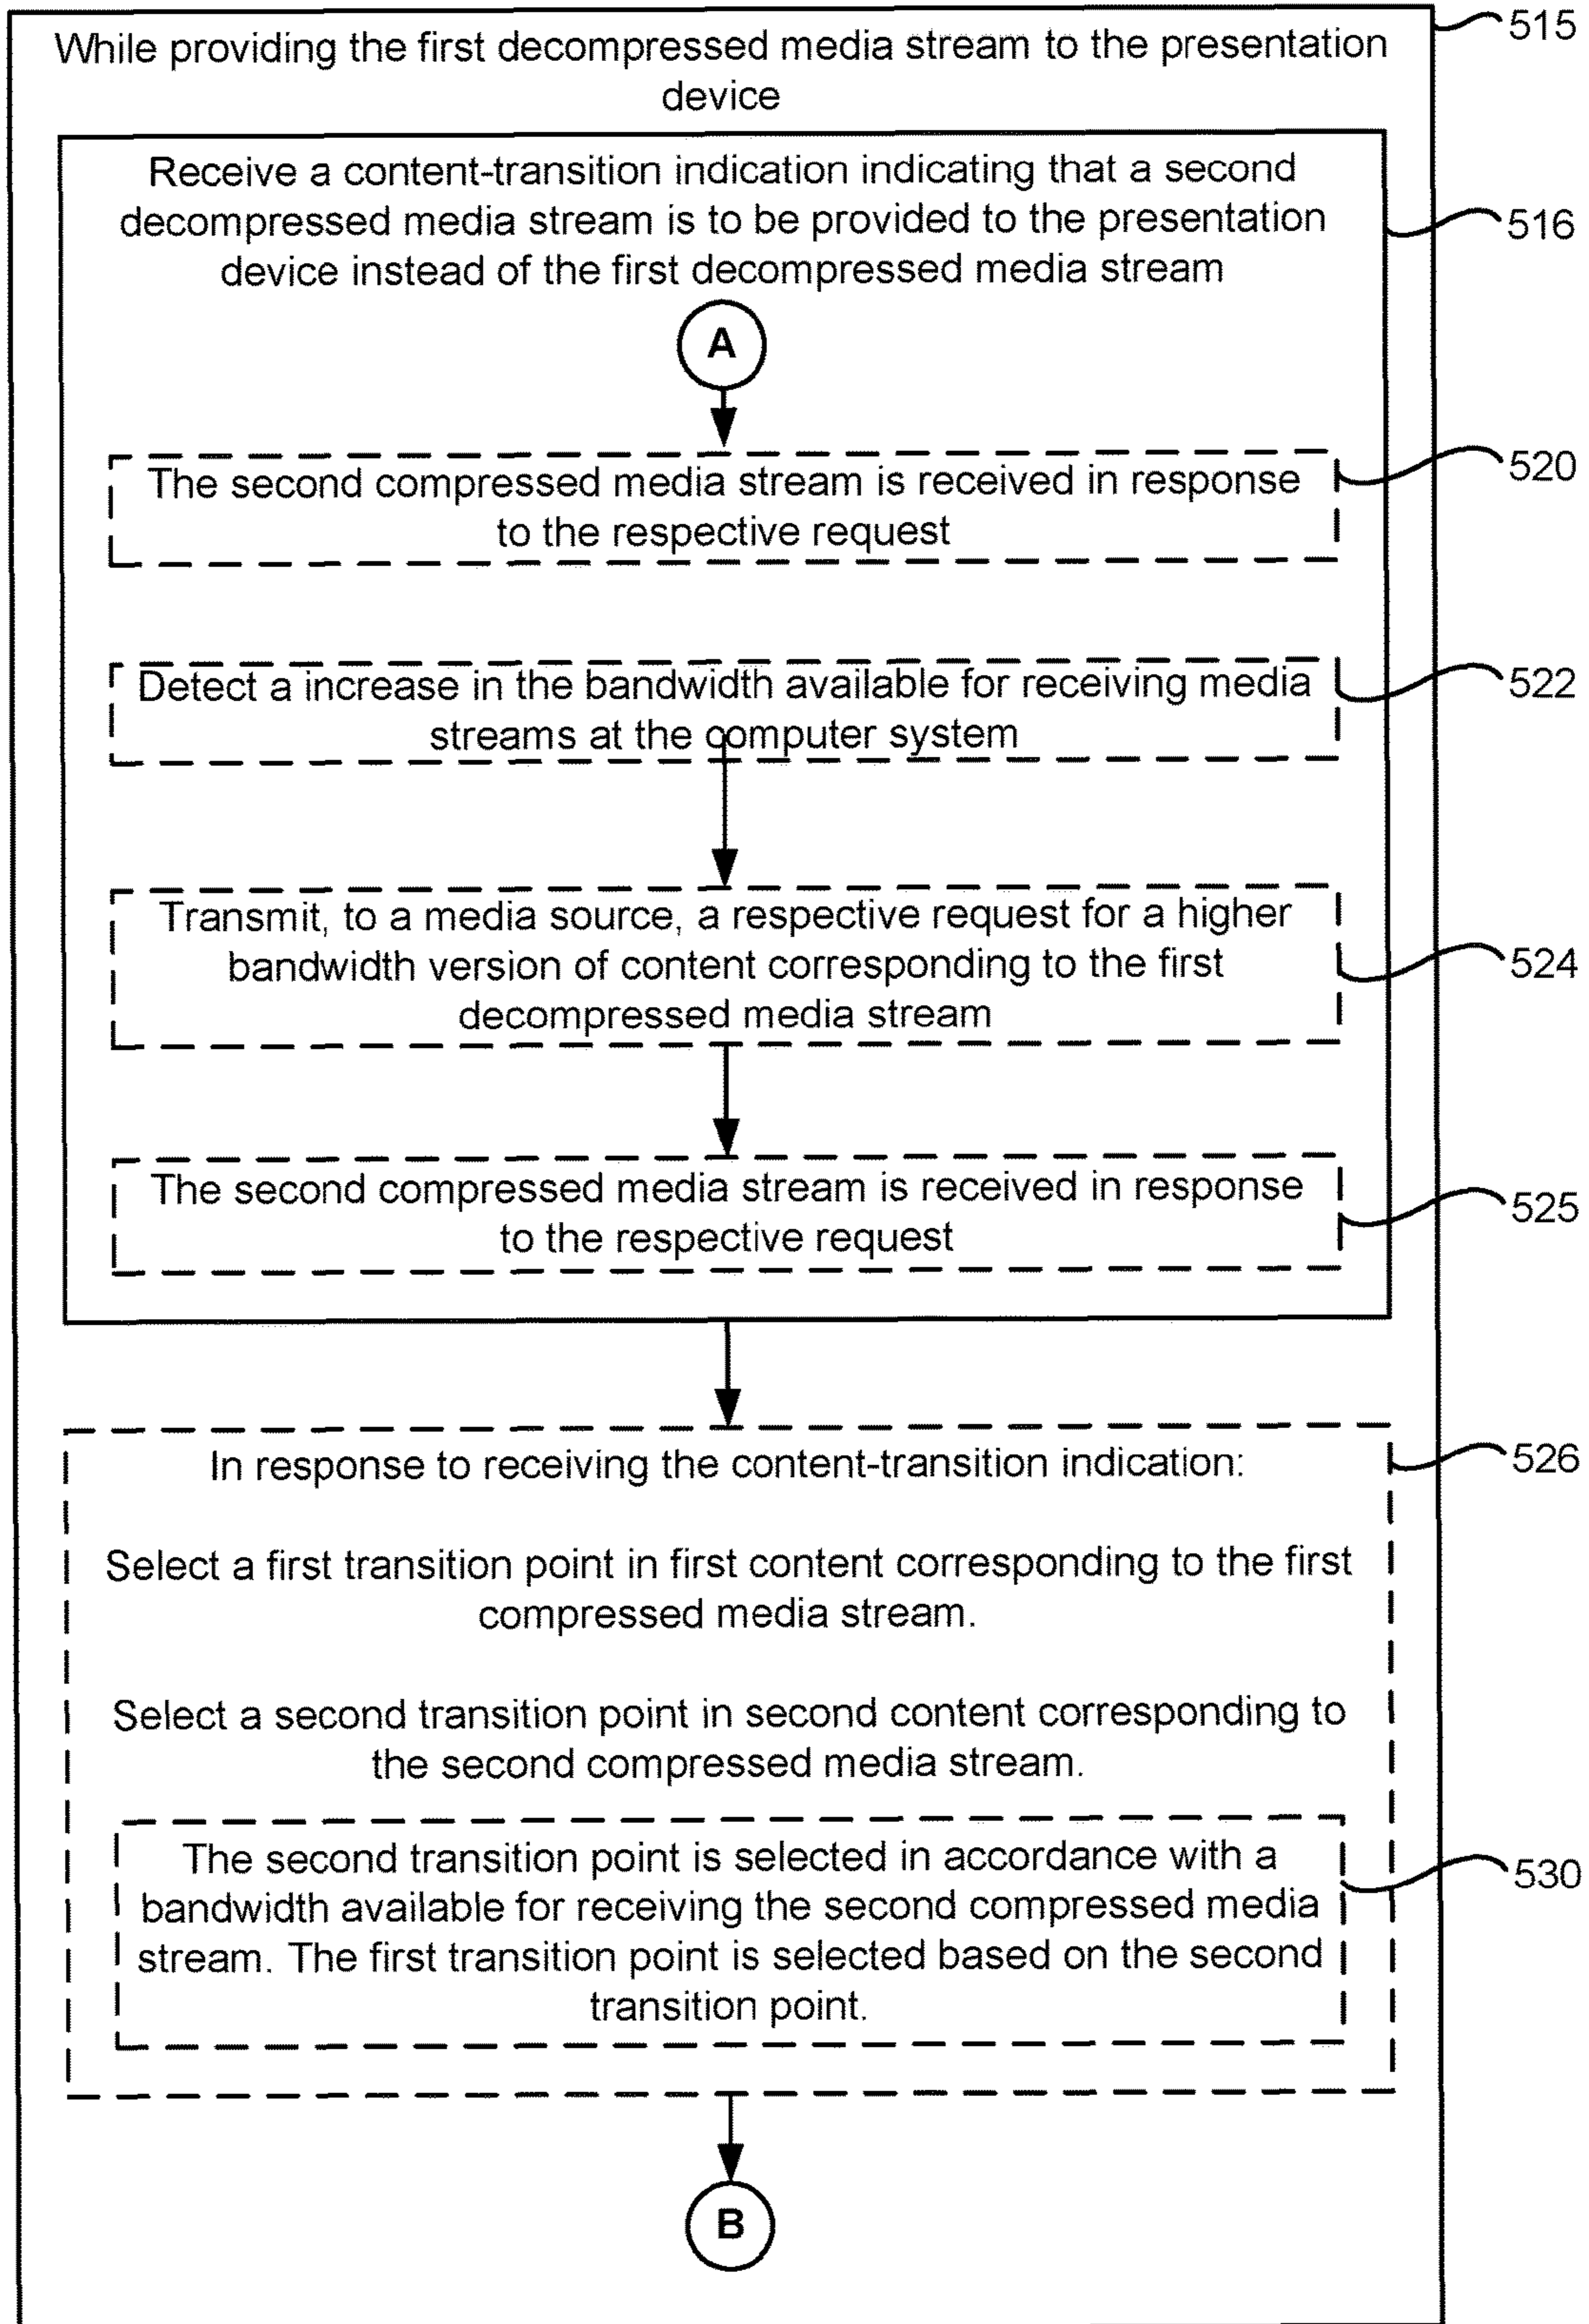 While providing the first decompressed media stream to the presentation
device
515
Receive a content-transition indication indicating that a second
decompressed media stream is to be provided to the presentation
device instead of the first decompressed media stream
516
A
The second compressed media stream is received in response
to the respective request
520
Detect a increase in the bandwidth available for receiving media
streams at the computer system
522
Transmit, to a media source, a respective request for a higher
bandwidth version of content corresponding to the first
decompressed media stream
524
The second compressed media stream is received in response
to the respective request
525
In response to receiving the content-transition indication:
526
Select a first transition point in first content corresponding to the first
compressed media stream.
Select a second transition point in second content corresponding to
the second compressed media stream.
The second transition point is selected in accordance with a
bandwidth available for receiving the second compressed media
stream. The first transition point is selected based on the second
transition point.
530
B